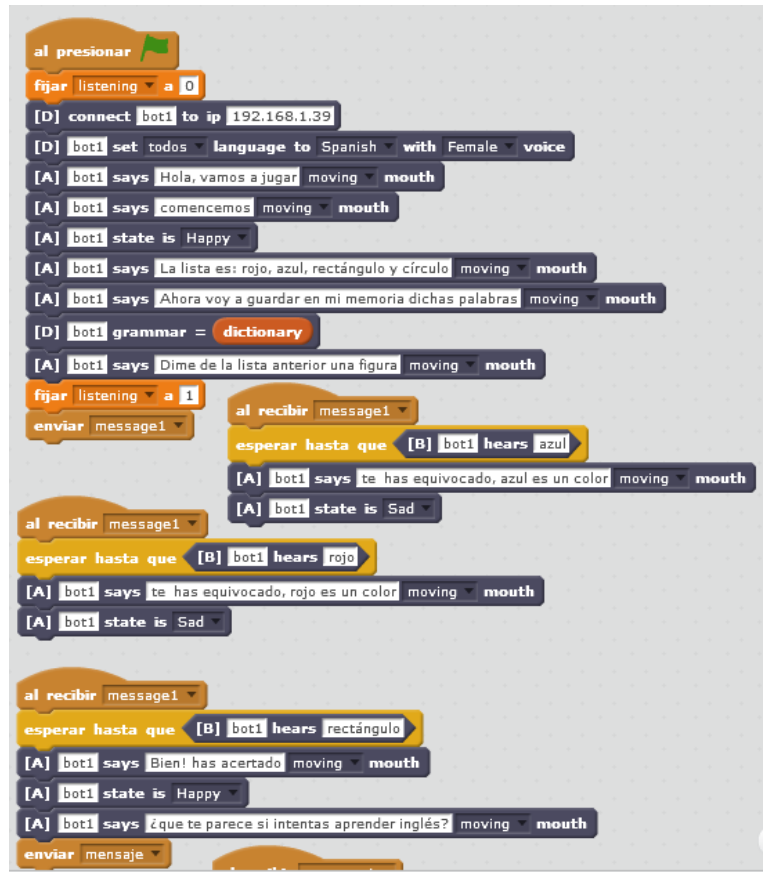 al presionar
fijar listening a 0
[D] connect bot1 to ip 192.168.1.39
[D] bot1 set todos language to Spanish with Female voice
[A] bot1 says Hola, vamos a jugar moving mouth
[A] bot1 says comencemos moving mouth
[A] bot1 state is Happy
[A] bot1 says La lista es: rojo, azul, rectángulo y círculo moving mouth
[A] bot1 says Ahora voy a guardar en mi memoria dichas palabras moving mouth
[D] bot1 grammar = dictionary
[A] bot1 says Dime de la lista anterior una figura moving mouth
fijar listening a 1
enviar message1
al recibir message1
esperar hasta que [B] bot1 hears azul
[A] bot1 says te has equivocado, azul es un color moving mouth
[A] bot1 state is Sad
al recibir message1
esperar hasta que [B] bot1 hears rojo
[A] bot1 says te has equivocado, rojo es un color moving mouth
[A] bot1 state is Sad
al recibir message1
esperar hasta que [B] bot1 hears rectángulo
[A] bot1 says Bien! has acertado moving mouth
[A] bot1 state is Happy
[A] bot1 says ¿que te parece si intentas aprender inglés? moving mouth
enviar mensaje